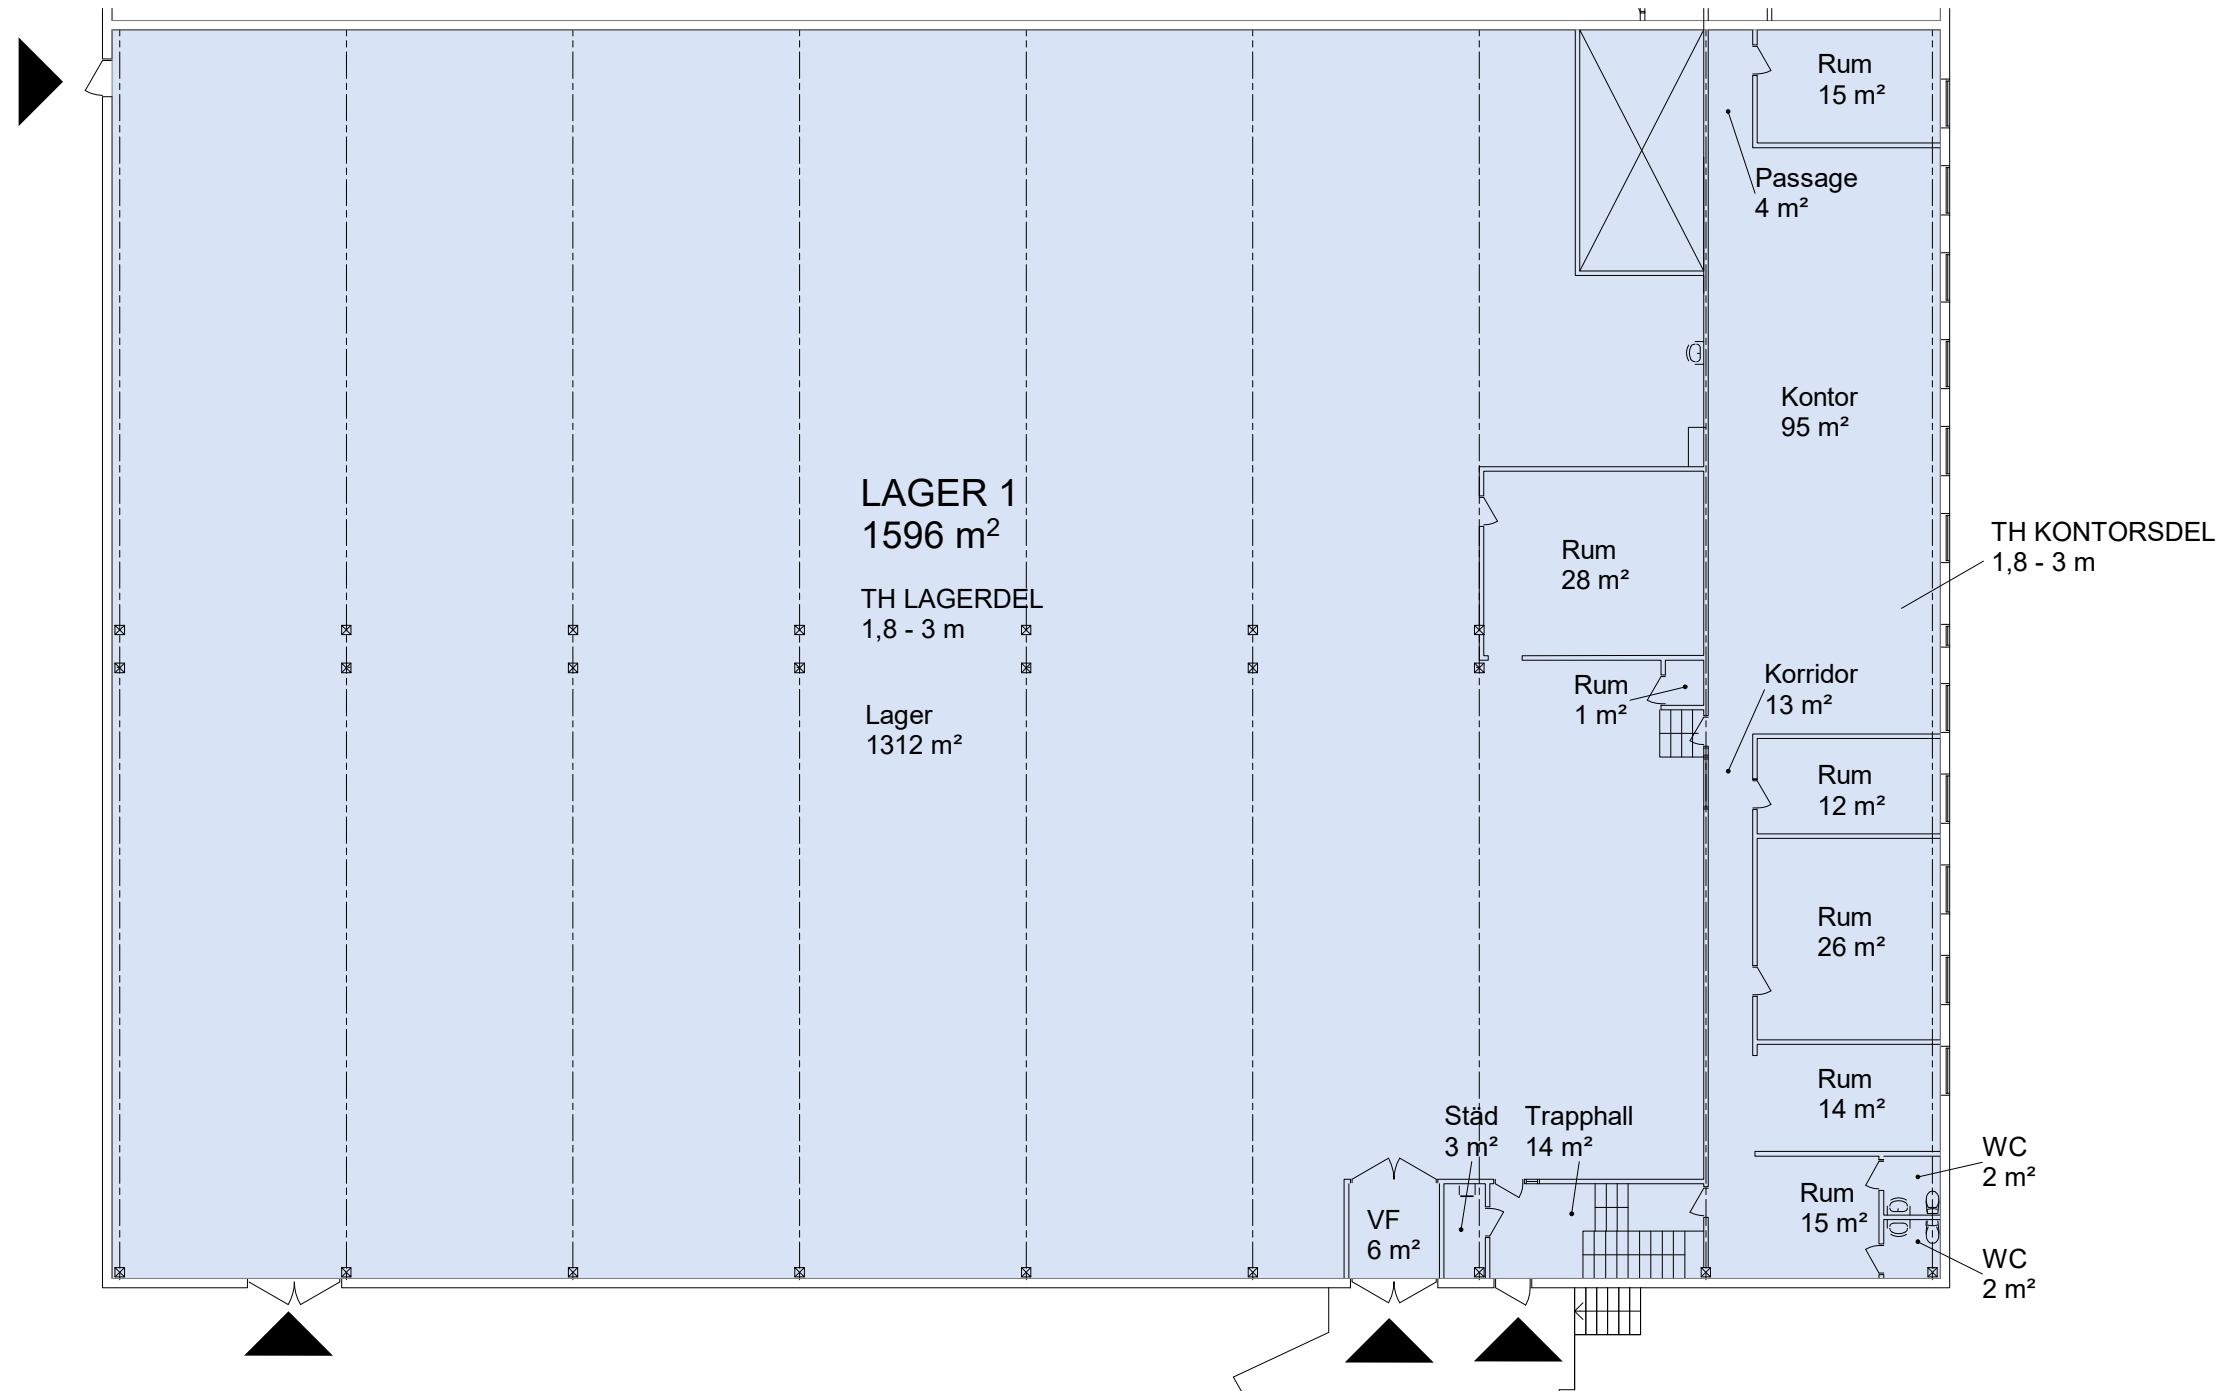 Rum
15 m²
Passage
4 m²
Kontor
95 m²
LAGER 1
1596 m²
TH KONTORSDEL
1,8 - 3 m
Rum
28 m²
TH LAGERDEL
1,8 - 3 m
Rum
1 m²
Korridor
13 m²
Lager
1312 m²
Rum
12 m²
Rum
26 m²
Rum
14 m²
Städ
3 m²
Trapphall
14 m²
WC
2 m²
Rum
15 m²
VF
6 m²
WC
2 m²